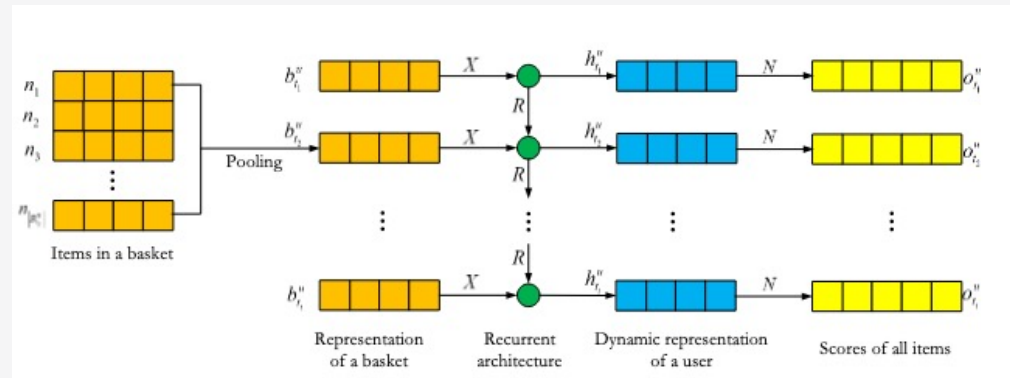 n₁
n₂
n₃
Items in a basket
Pooling
b
X
h
N
o
R
b
X
h
N
o
R
R
b
X
h
N
o
Representation
of a basket
Recurrent
architecture
Dynamic representation
of a user
Scores of all items